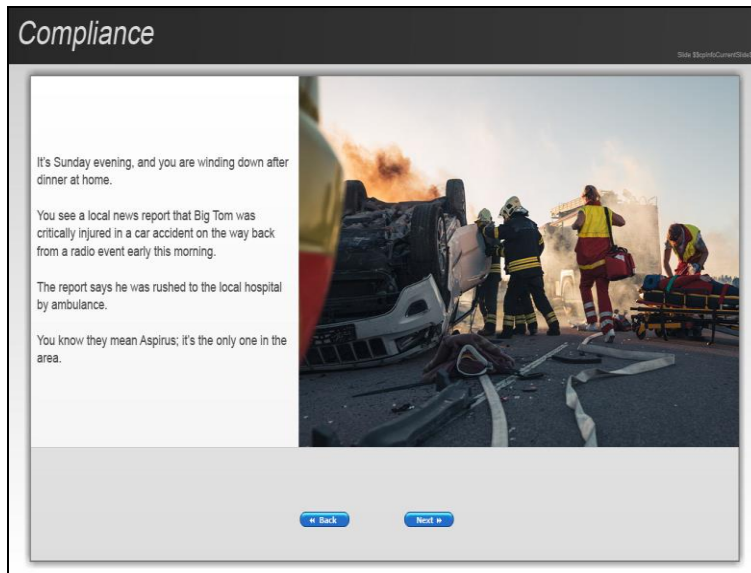 Compliance
Slide $$cpInfoCurrentSlide$
It's Sunday evening, and you are winding down after
dinner at home.
You see a local news report that Big Tom was
critically injured in a car accident on the way back
from a radio event early this morning.
The report says he was rushed to the local hospital
by ambulance.
You know they mean Aspirus; it's the only one in the
area.
Back
Next